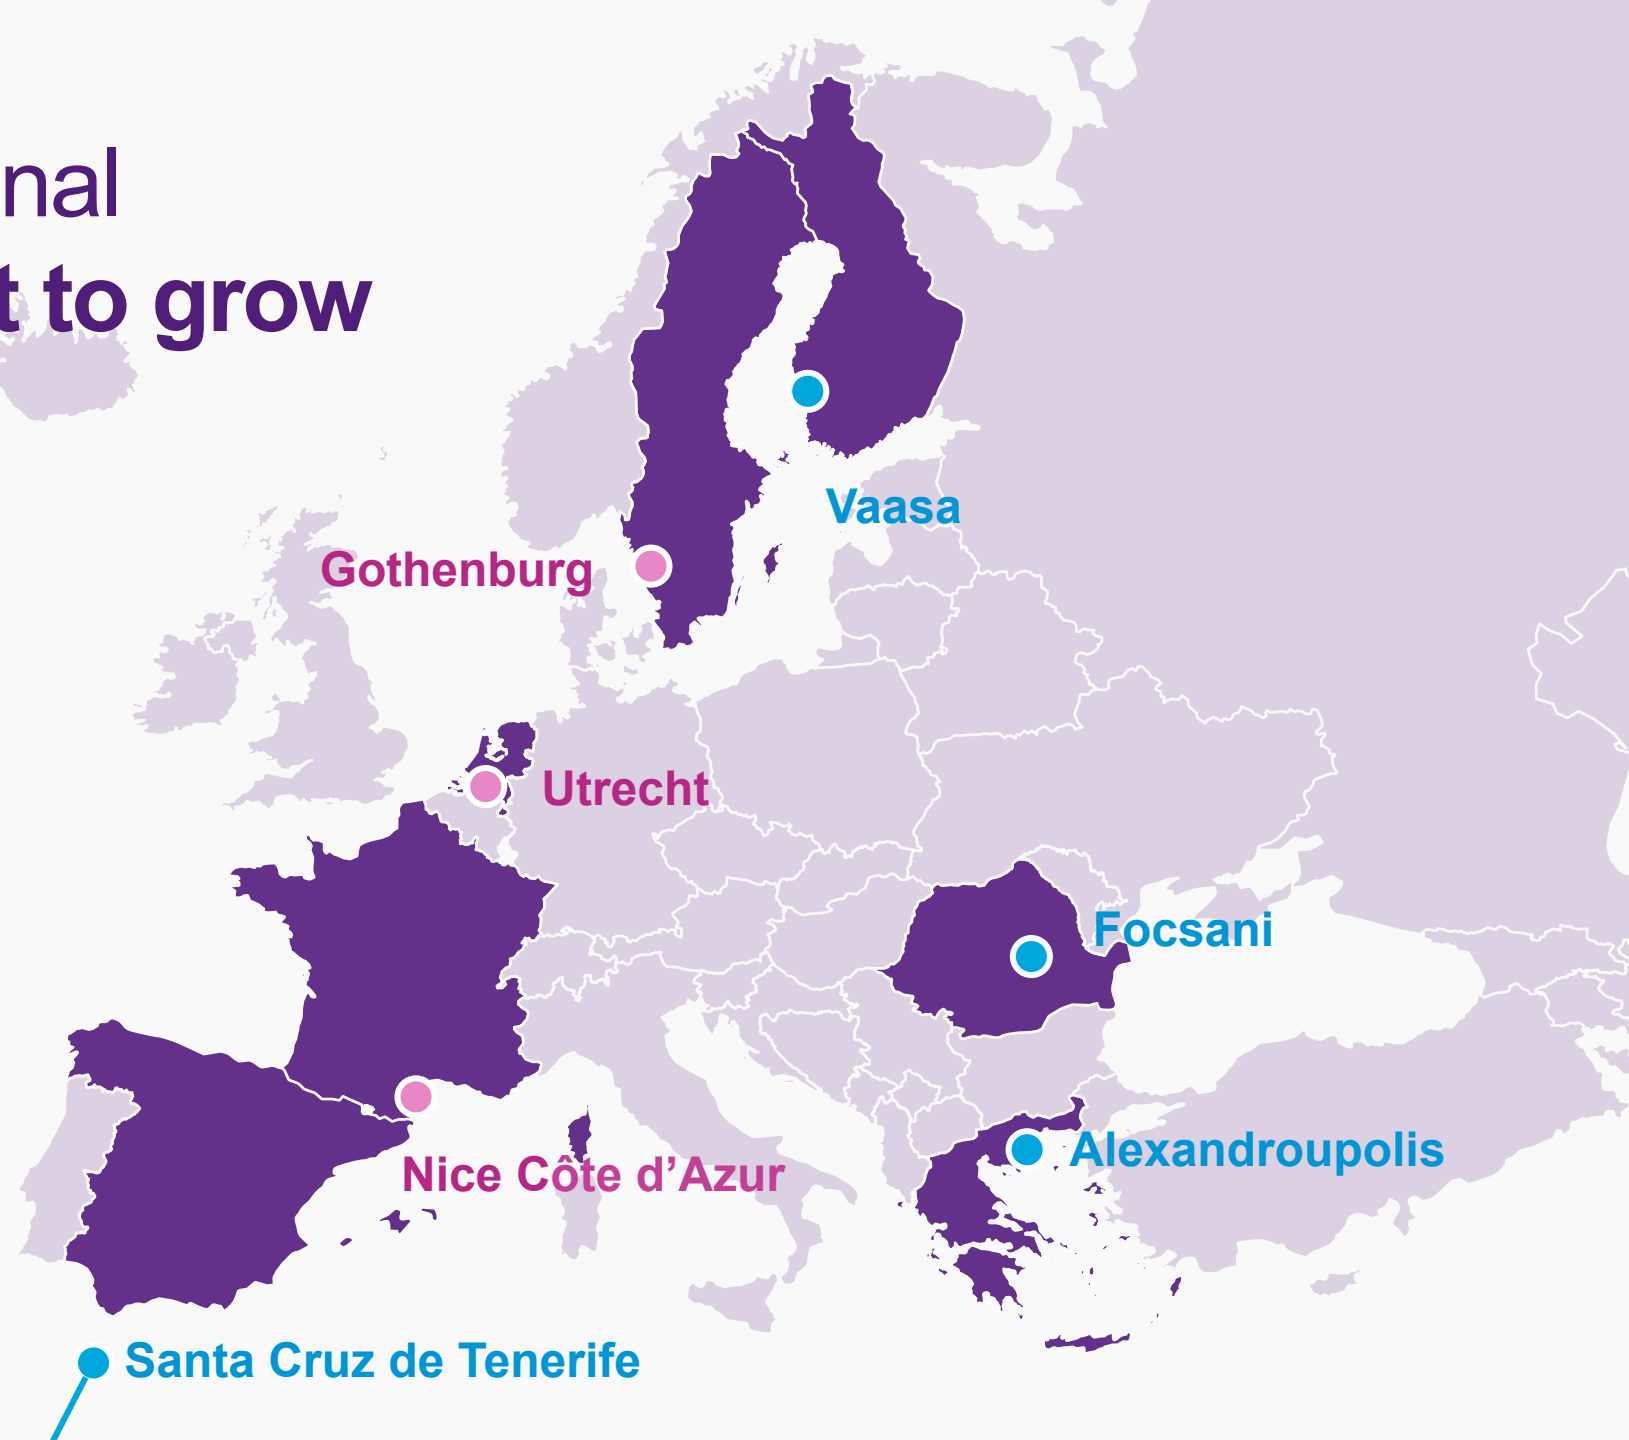 nal
t to grow
Vaasa
Gothenburg
Utrecht
Focsani
Alexandroupolis
Nice Côte d’Azur
Santa Cruz de Tenerife